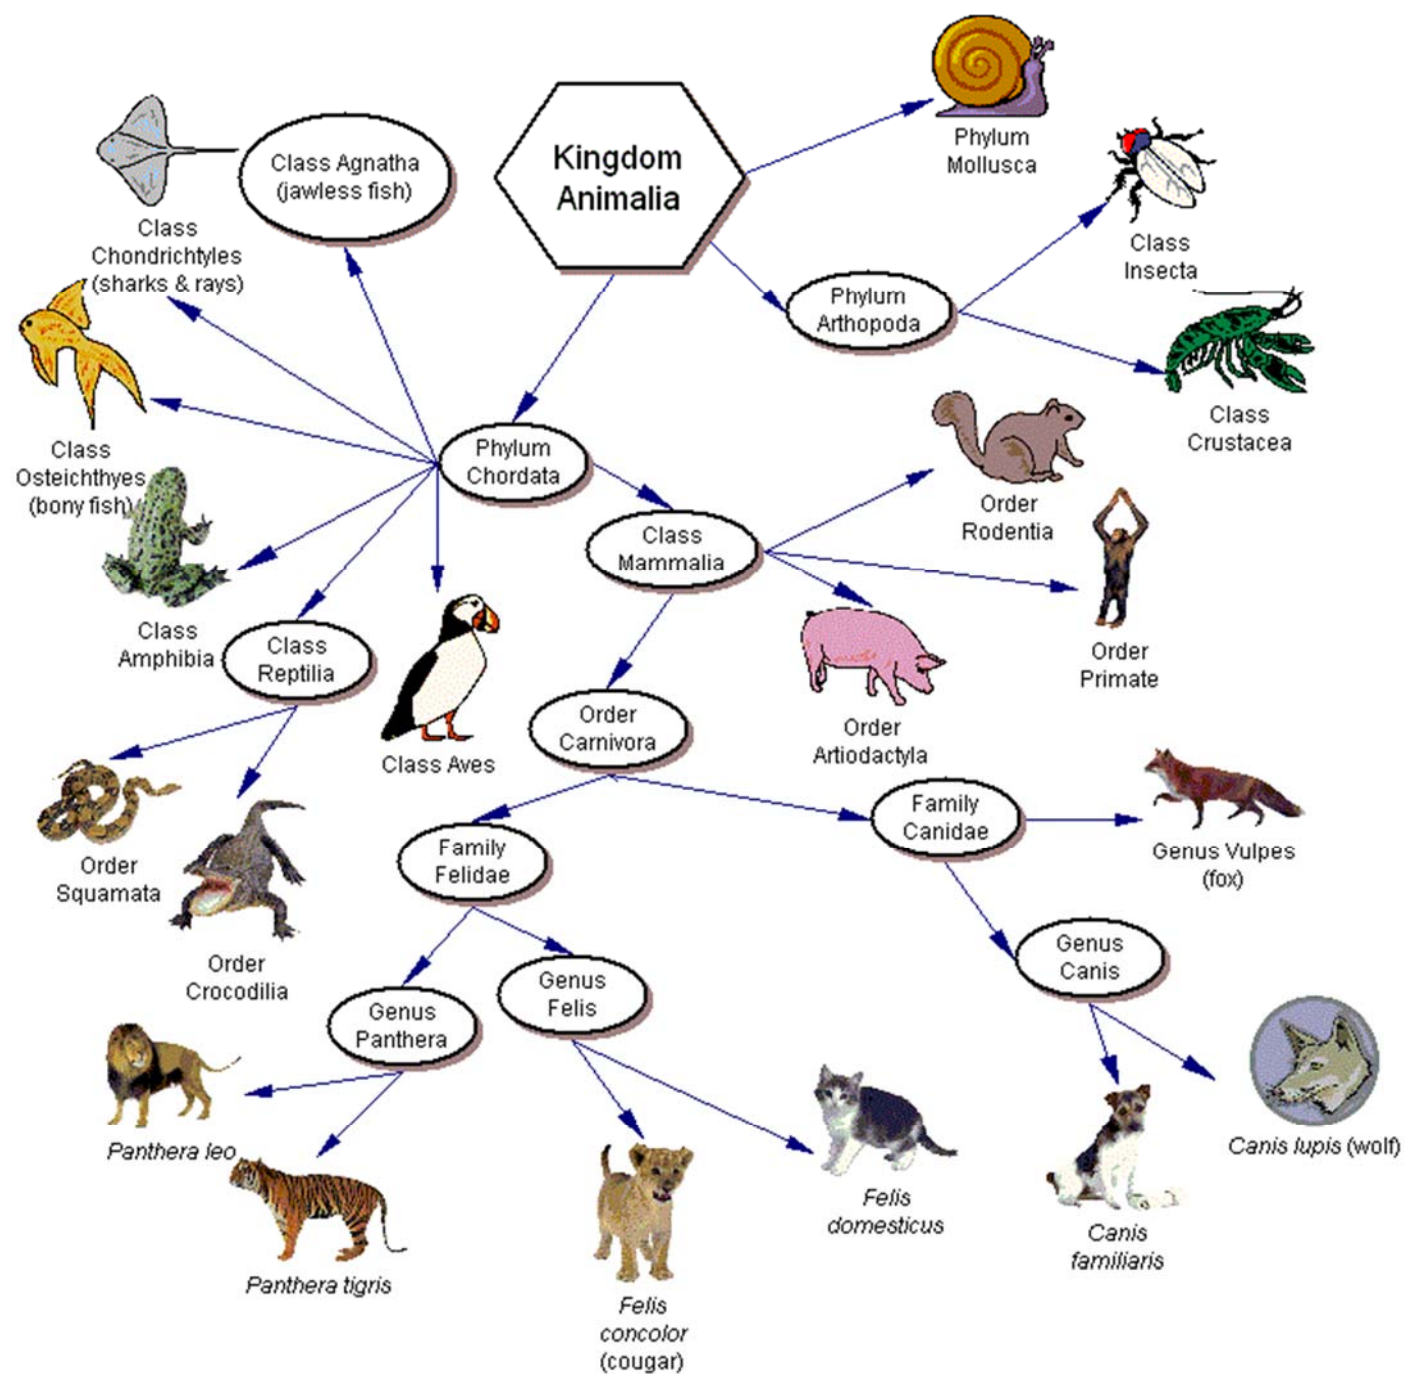 Kingdom
Animalia
Phylum
Mollusca
Class
Insecta
Phylum
Arthopoda
Class
Crustacea
Class Agnatha
(jawless fish)
Class
Chondrichtyles
(sharks & rays)
Class
Osteichthyes
(bony fish)
Phylum
Chordata
Class
Mammalia
Order
Rodentia
Order
Primate
Order
Artiodactyla
Class
Amphibia
Class
Reptilia
Class Aves
Order
Carnivora
Order
Squamata
Order
Crocodilia
Family
Felidae
Family
Canidae
Genus Vulpes
(fox)
Genus
Canis
Genus
Panthera
Genus
Felis
Panthera leo
Panthera tigris
Felis
concolor
(cougar)
Felis
domesticus
Canis
familiaris
Canis lupis (wolf)